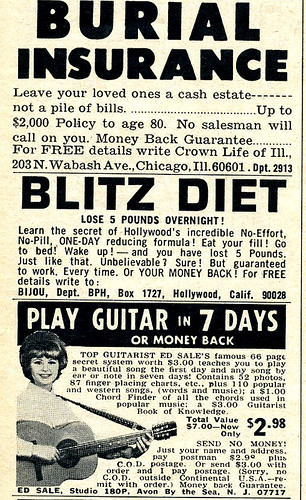 BURIAL
INSURANCE
Leave your loved ones a cash estate-------
not a pile of bills. ................................Up to
$2,000 Policy to age 80. No salesman will
call on you. Money Back Guarantee..........
For FREE details write Crown Life of Ill.,
203 N. Wabash Ave., Chicago, Ill. 60601. Dpt. 2913
BLITZ DIET
LOSE 5 POUNDS OVERNIGHT!
Learn the secret of Hollywood's incredible No-Effort,
No-Pill, ONE-DAY reducing formula! Eat your fill! Go
to bed! Wake up! — and you have lost 5 Pounds.
Just like that. Unbelievable? Sure! But guaranteed
to work, Every time. Or YOUR MONEY BACK! For FREE
details write to:
BIJOU, Dept. BPH, Box 1727, Hollywood, Calif. 90028
PLAY GUITAR IN 7 DAYS
OR MONEY BACK
TOP GUITARIST ED SALE'S famous 66 page
secret system worth $3.00 teaches you to play
a beautiful song the first day and any song by
ear or note in seven days! Contains 52 photos,
87 finger placing charts, etc., plus 110 popular
and western songs, (words and music); a $1.00
Chord Finder of all the chords used in
popular music; a $3.00 Guitarist
Book of Knowledge.
Total Value
$7.00—Now
Only
$2.98
SEND NO MONEY!
Just your name and address,
pay postman $2.98 plus
C.O.D. postage. Or send $3.00 with
order and I pay postage. (Sorry, no
C.O.D. outside Continental U.S.A.—re-
mit with order.) Money back Guarantee.
ED SALE, Studio 180P, Avon By the Sea, N. J. 07717